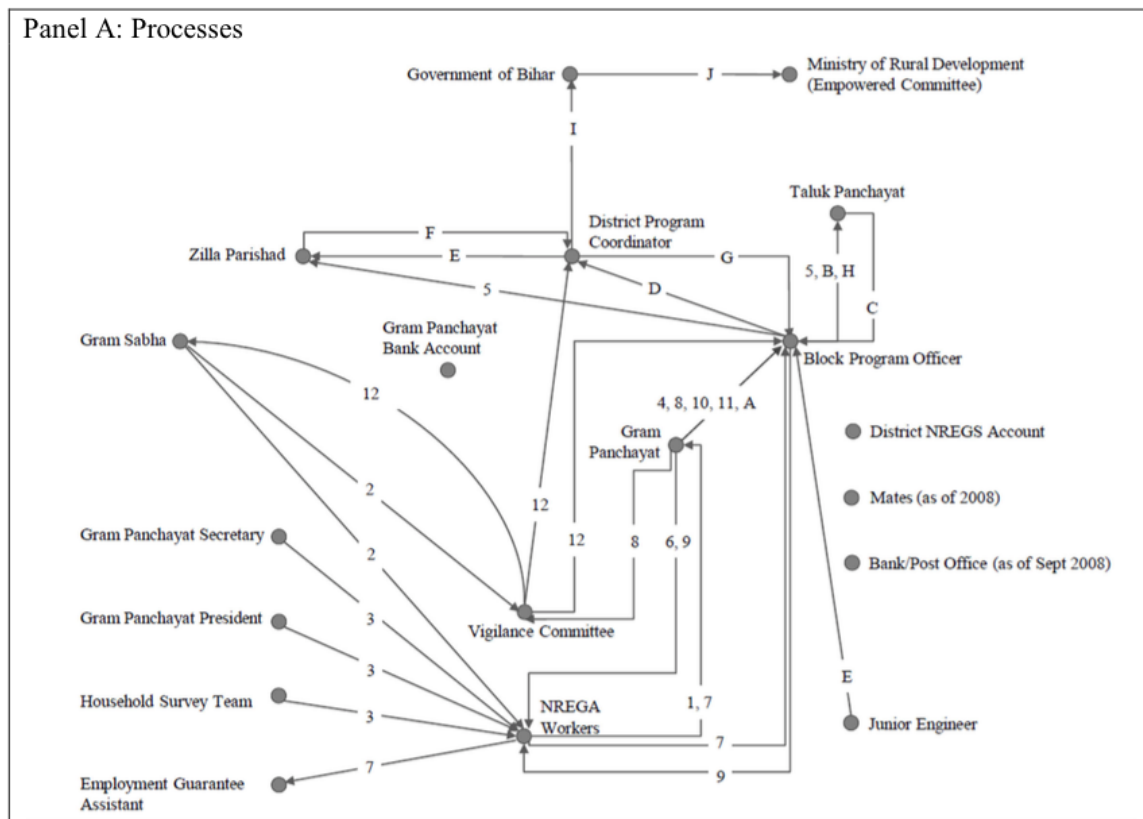 Panel A: Processes
Government of Bihar
J
Ministry of Rural Development
(Empowered Committee)
I
Taluk Panchayat
District Program
Coordinator
F
Zilla Parishad
E
G
5, B, H
D
5
C
Gram Panchayat
Bank Account
Gram Sabha
Block Program Officer
12
4, 8, 10, 11, A
Gram
Panchayat
District NREGS Account
2
12
Mates (as of 2008)
Gram Panchayat Secretary
2
12
8
6, 9
Bank/Post Office (as of Sept 2008)
3
Gram Panchayat President
Vigilance Committee
3
E
Household Survey Team
3
NREGA
Workers
1, 7
Junior Engineer
7
7
9
Employment Guarantee
Assistant